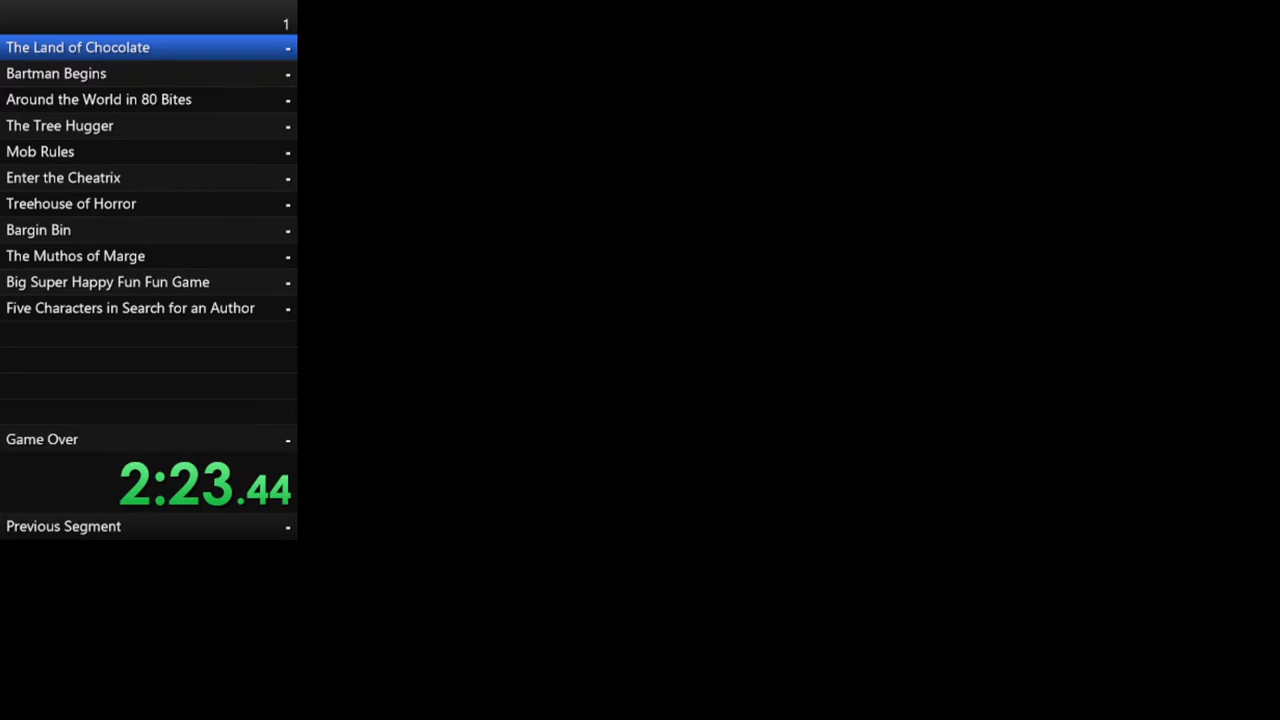 1
The Land of Chocolate -
Bartman Begins -
Around the World in 80 Bites -
The Tree Hugger -
Mob Rules -
Enter the Cheatrix -
Treehouse of Horror -
Bargin Bin -
The Muthos of Marge -
Big Super Happy Fun Fun Game -
Five Characters in Search for an Author -
Game Over -
2:23.44
Previous Segment -